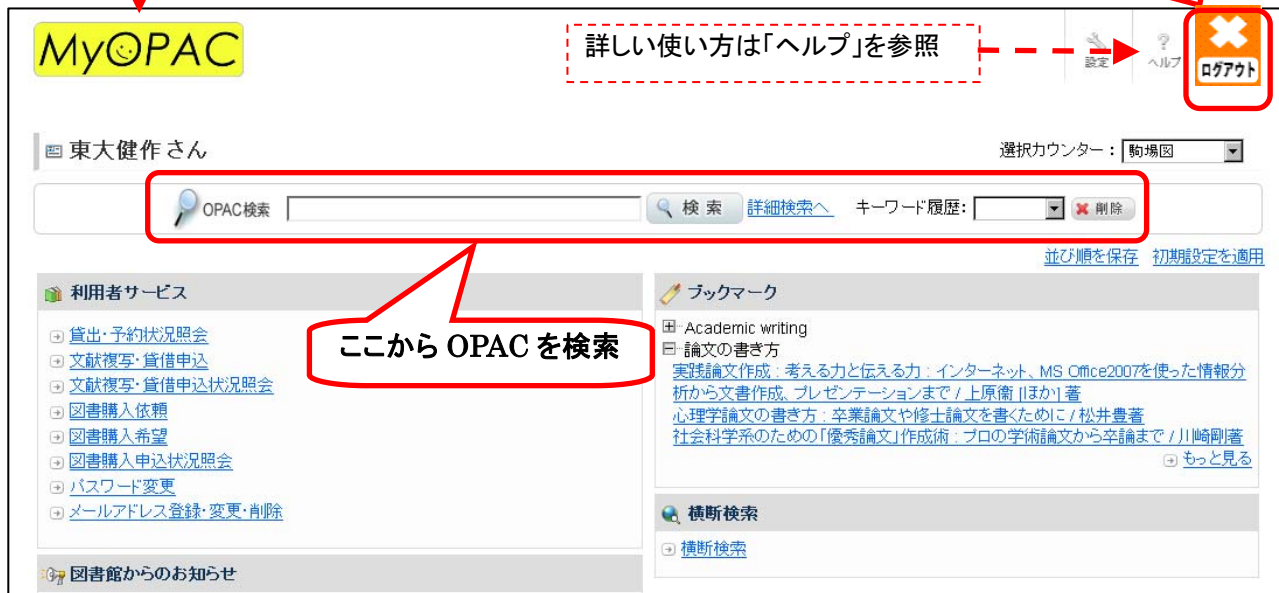 MyOPAC
詳しい使い方は「ヘルプ」を参照
設定
ヘルプ
ログアウト
東大健作さん
選択カウンター： 駒場図
OPAC検索
検索
詳細検索へ
キーワード履歴:
削除
並び順を保存 初期設定を適用
利用者サービス
貸出・予約状況照会
文献複写・貸借申込
文献複写・貸借申込状況照会
図書購入依頼
図書購入希望
図書購入申込状況照会
パスワード変更
メールアドレス登録・変更・削除
図書館からのお知らせ
ここから OPAC を検索
ブックマーク
Academic writing
論文の書き方
実践論文作成 : 考える力と伝える力 : インターネット、MS Office2007を使った情報分
析から文書作成、プレゼンテーションまで / 上原衛 [ほか] 著
心理学論文の書き方 : 卒業論文や修士論文を書くために / 松井豊著
社会科学系のための「優秀論文」作成術 : プロの学術論文から卒論まで / 川崎剛著
もっと見る
横断検索
横断検索